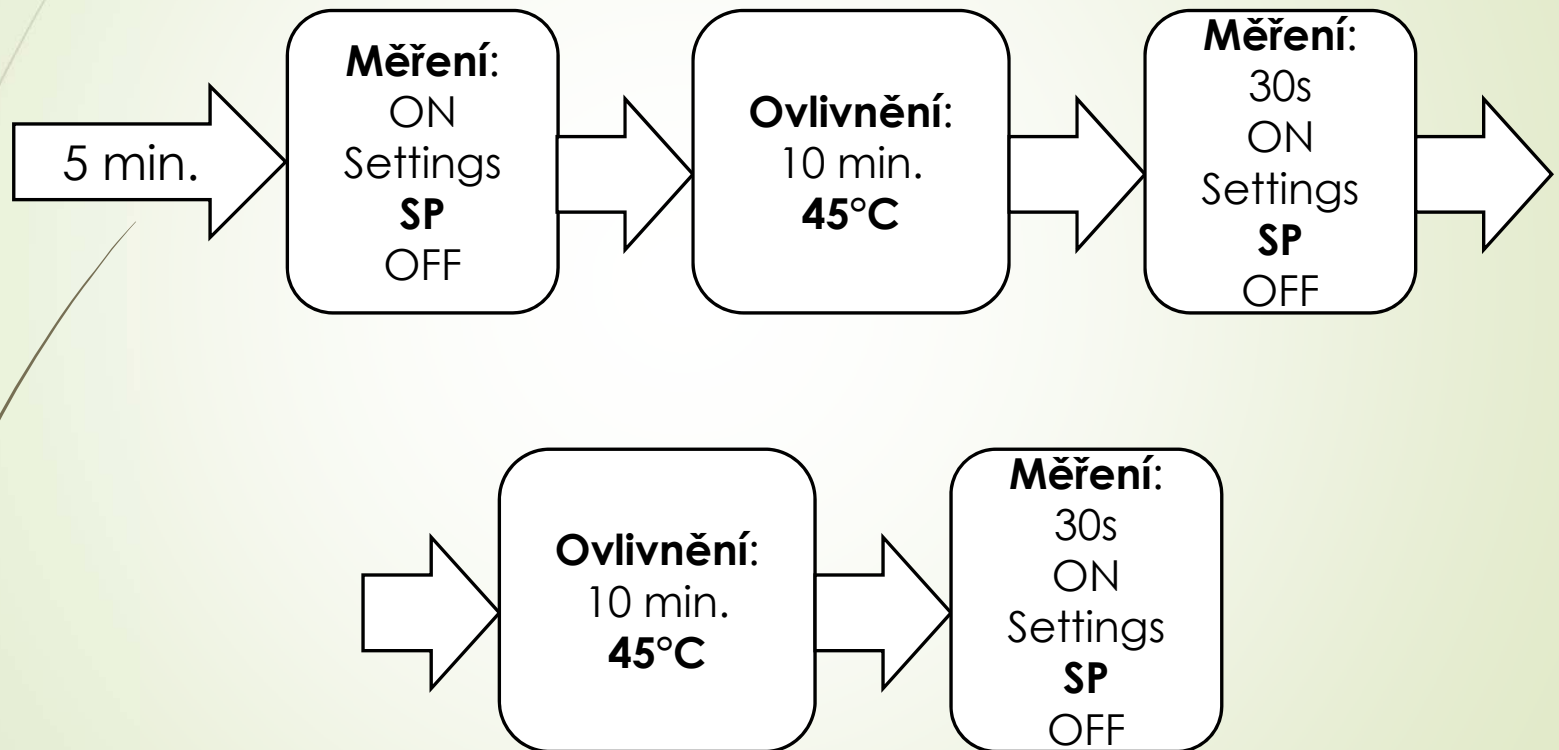 5 min.
Měření:
ON
Settings
SP
OFF
Ovlivnění:
10 min.
45°C
Měření:
30s
ON
Settings
SP
OFF
Ovlivnění:
10 min.
45°C
Měření:
30s
ON
Settings
SP
OFF